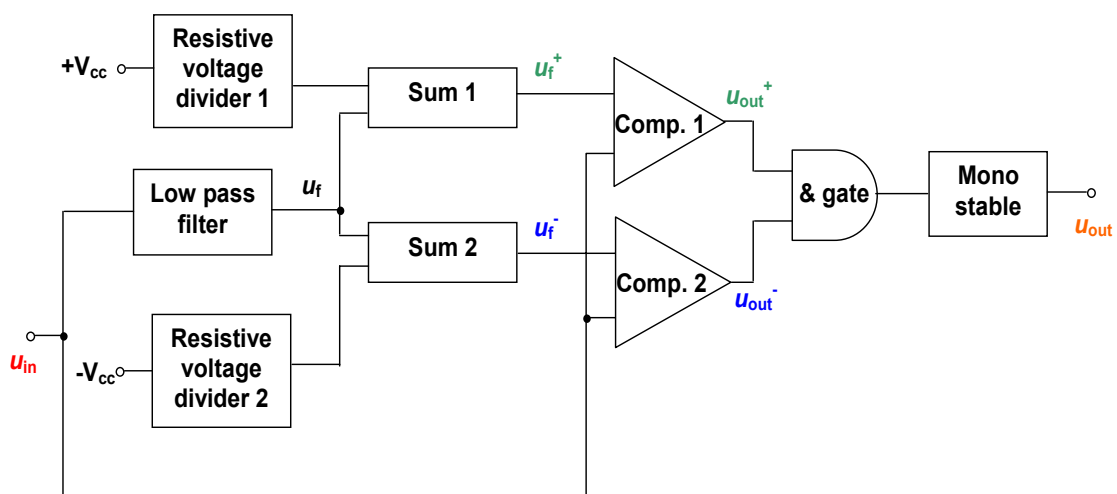 +Vcc
Resistive
voltage
divider 1
Sum 1
uf+
Comp. 1
uout+
Low pass
filter
uf
Sum 2
uf-
Comp. 2
uout-
& gate
Mono
stable
uout
uin
-Vcc
Resistive
voltage
divider 2